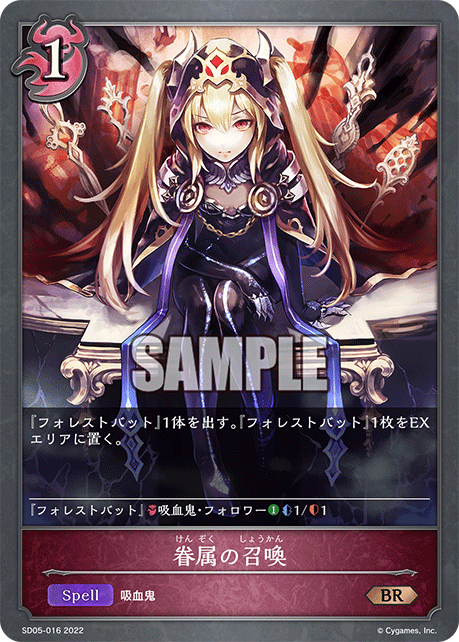 1
SAMPLE
『フォレストバット』1体を出す。『フォレストバット』1枚をEX
エリアに置く。
『フォレストバット』吸血鬼・フォロワー1 1/1
けんぞく しょうかん
眷属の召喚
Spell 吸血鬼 BR
SD05-016 2022 © Cygames, Inc.